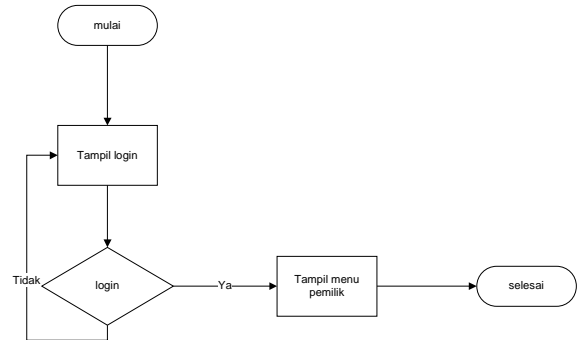 mulai
Tampil login
login
Tidak
Ya
Tampil menu
pemilik
selesai